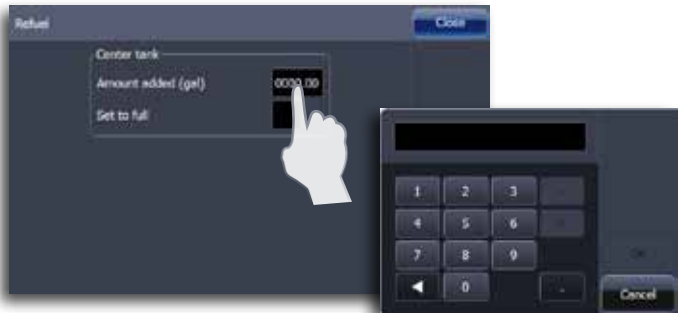 Refuel
Close
Center tank
Amount added (gal)
0000.00
Set to full
1 2 3
4 5 6
7 8 9
0 .
Cancel